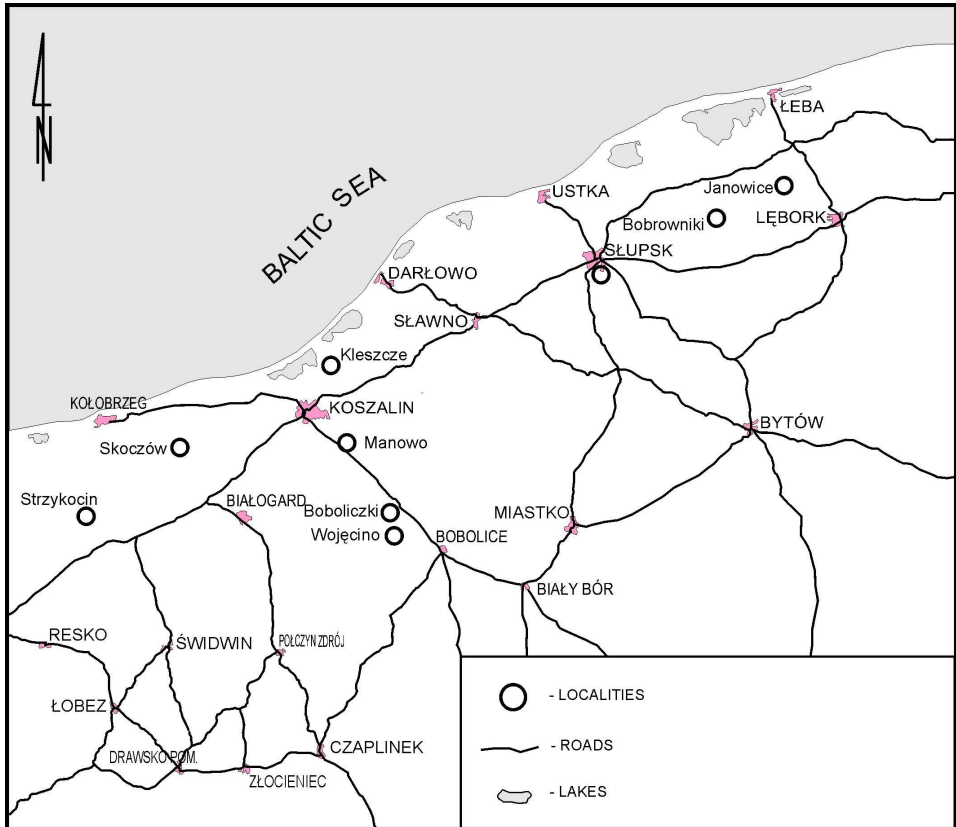 ŁEBA
N
USTKA
Janowice
BALTIC SEA
Bobrowniki
LĘBORK
SŁUPSK
DARŁOWO
SŁAWNO
Kleszcze
KOŁOBRZEG
KOSZALIN
BYTÓW
Skoczów
Manowo
Strzykocin
BIAŁOGARD
Boboliczki
MIASTKO
Wojęcino
BOBOLICE
BIAŁY BÓR
RESKO
ŚWIDWIN
POŁCZYN ZDRÓJ
- LOCALITIES
ŁOBEZ
CZAPLINEK
- ROADS
DRAWSKO POM.
ZŁOCIENIEC
- LAKES